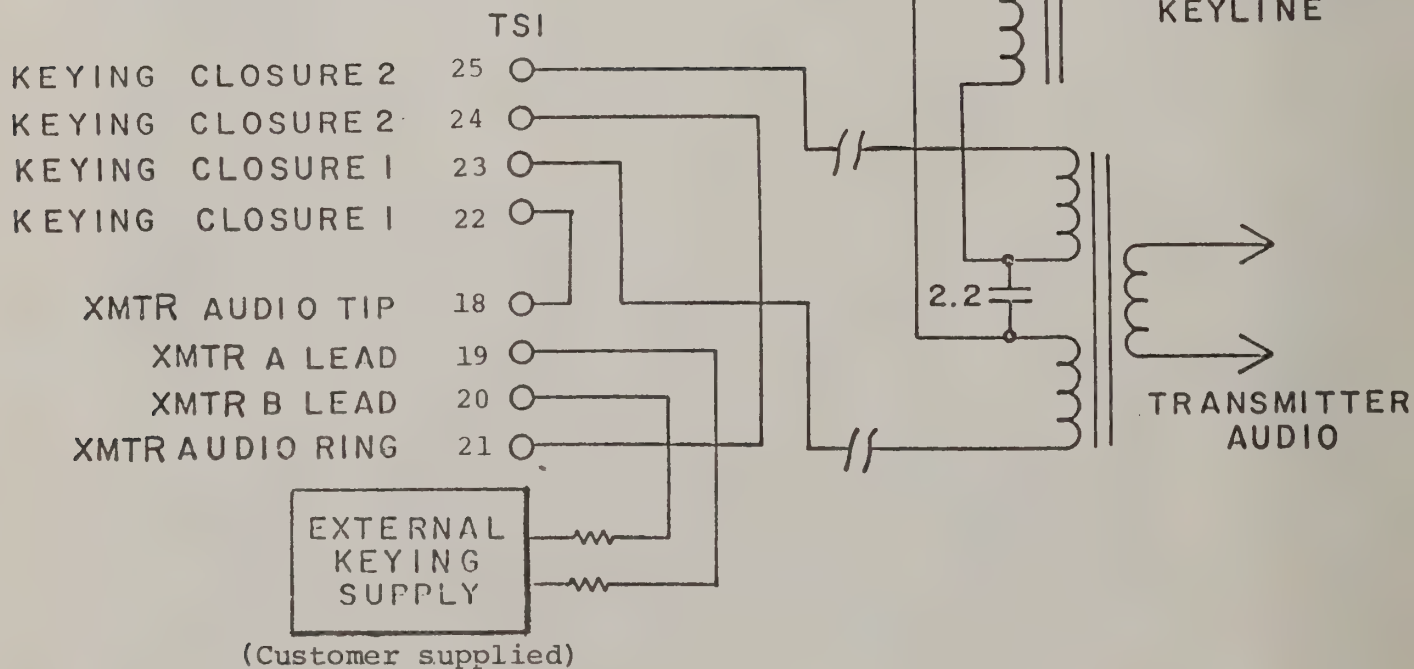 KEYLINE
TS1
KEYING CLOSURE 2 25
KEYING CLOSURE 2 24
KEYING CLOSURE 1 23
KEYING CLOSURE 1 22
XMTR AUDIO TIP 18
XMTR A LEAD 19
XMTR B LEAD 20
XMTR AUDIO RING 21
2.2
TRANSMITTER
AUDIO
EXTERNAL
KEYING
SUPPLY
(Customer supplied)